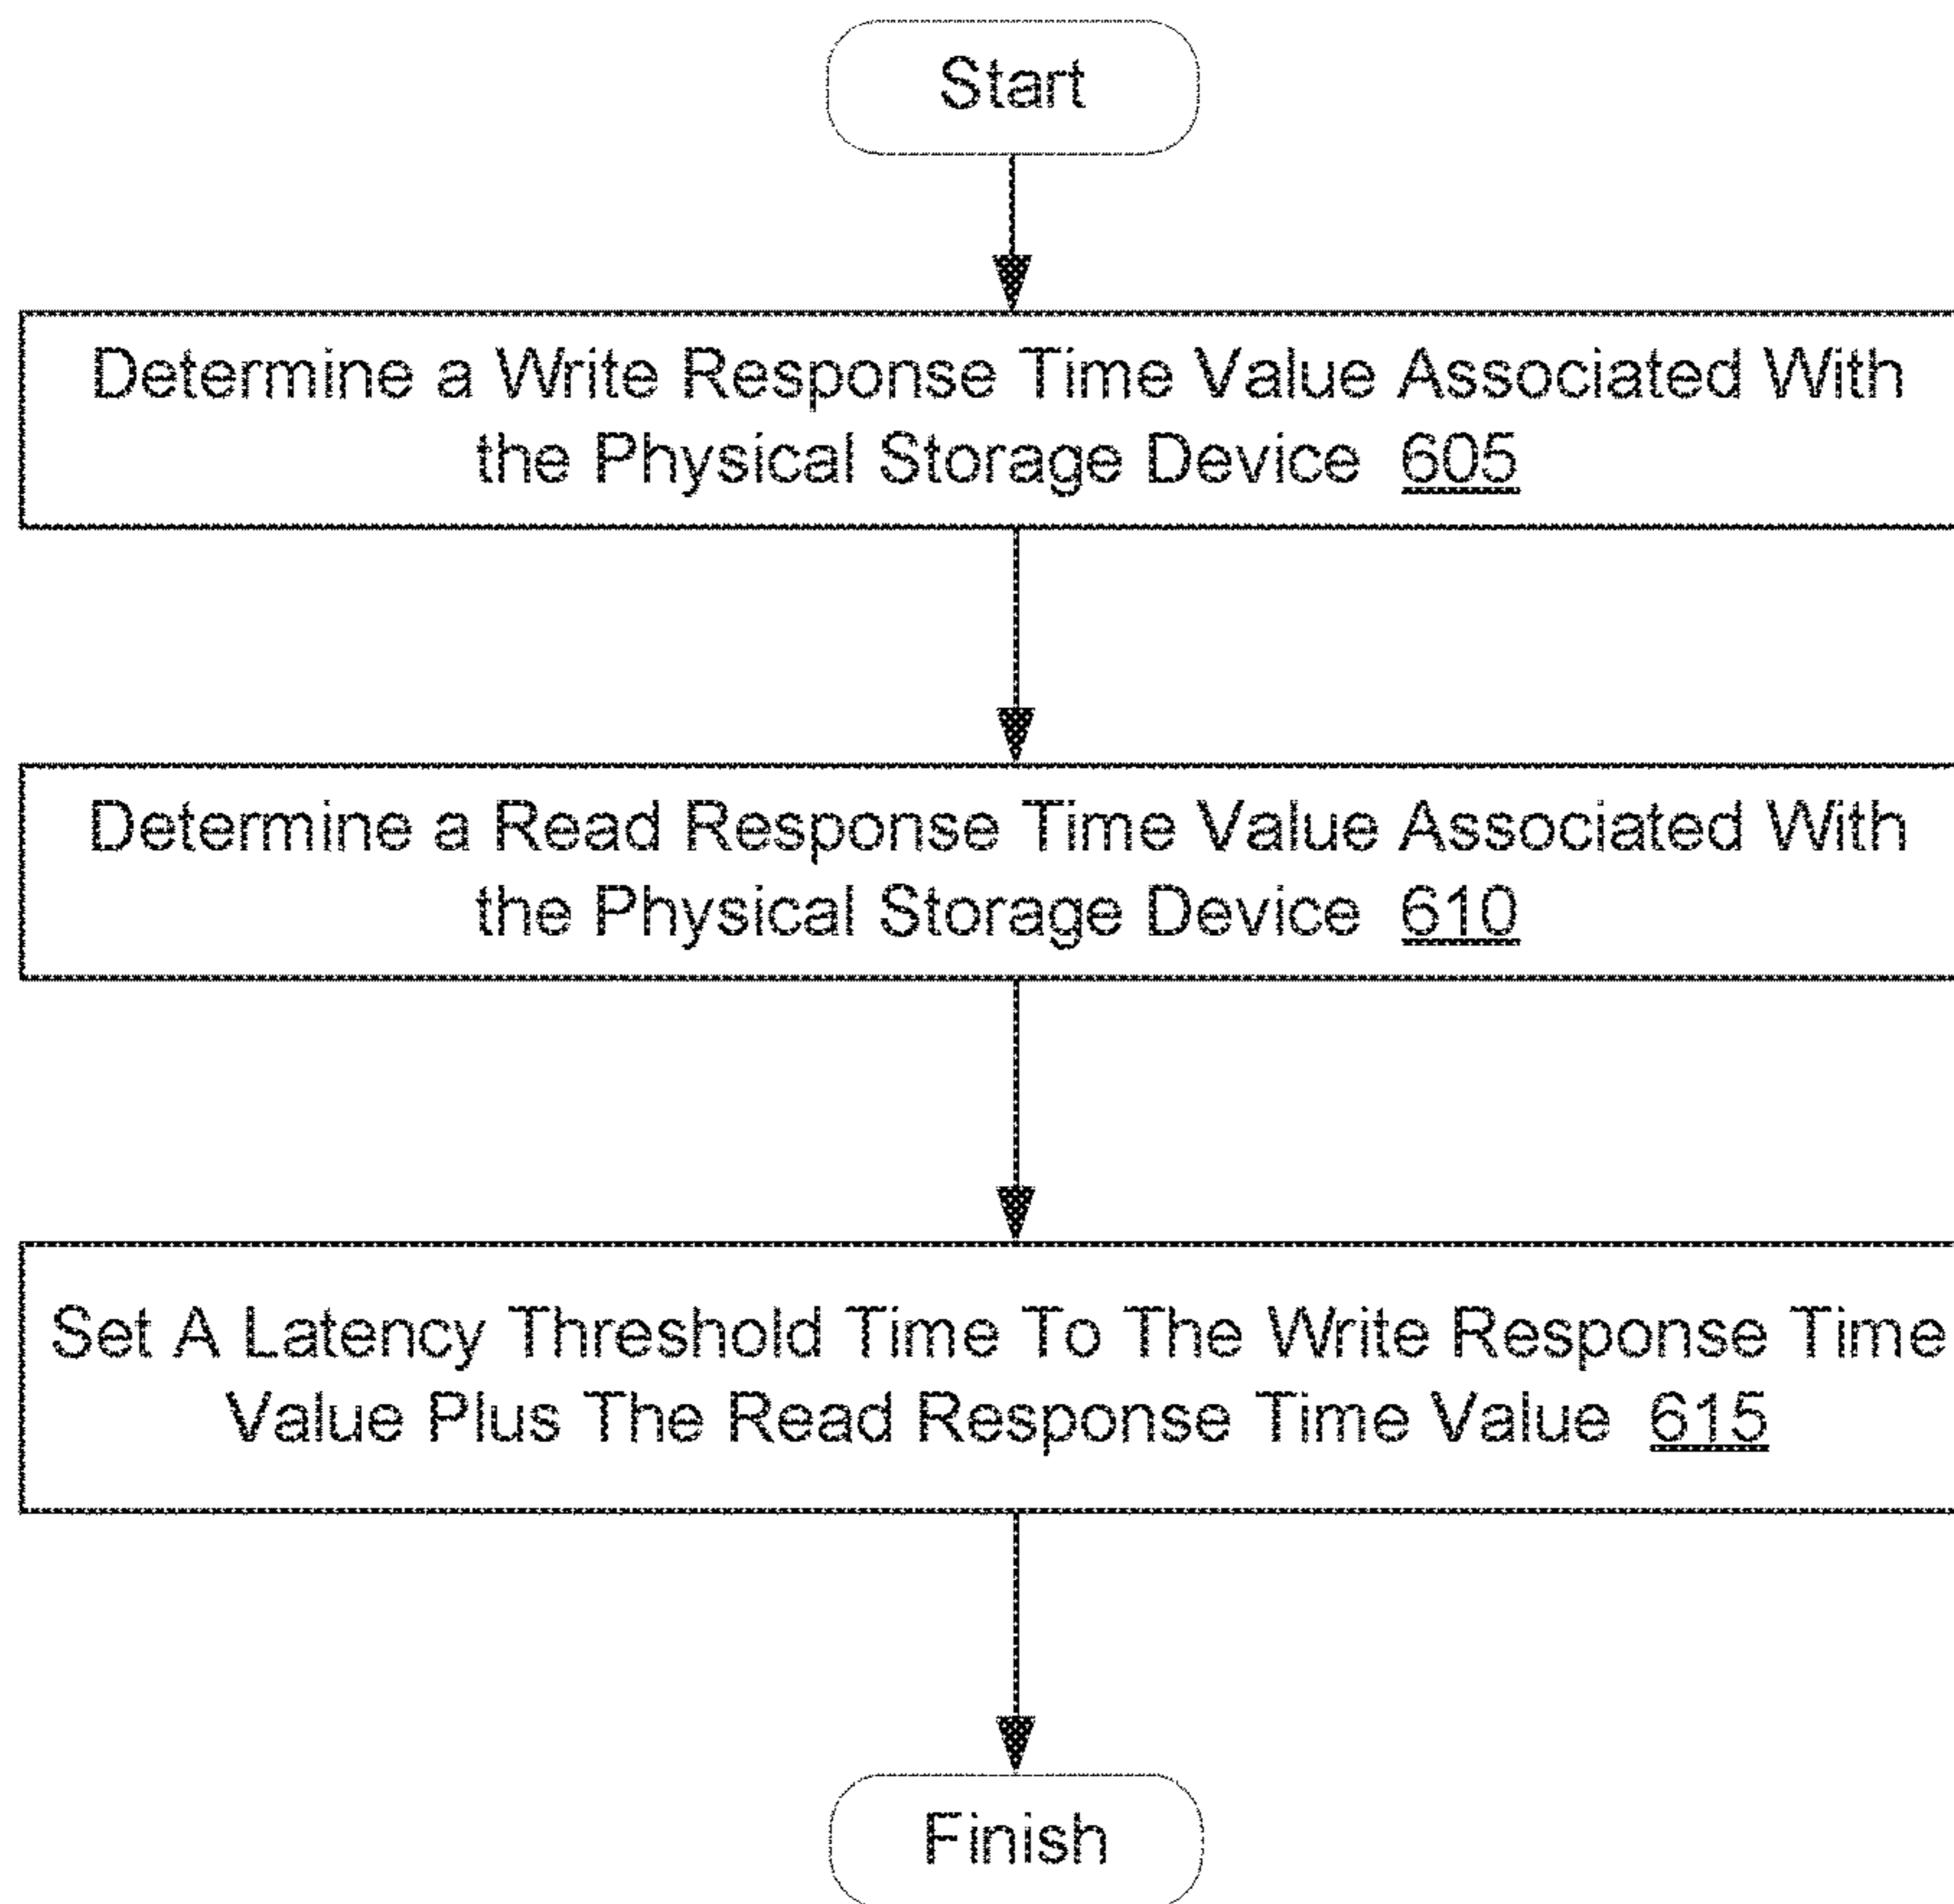 Start
Determine a Write Response Time Value Associated With
the Physical Storage Device 605
Determine a Read Response Time Value Associated With
the Physical Storage Device 610
Set A Latency Threshold Time To The Write Response Time
Value Plus The Read Response Time Value 615
Finish